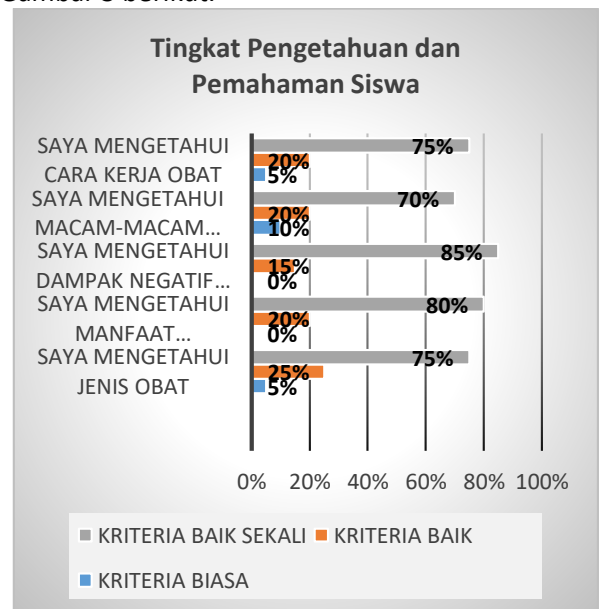 Tingkat Pengetahuan dan
Pemahaman Siswa
SAYA MENGETAHUI
CARA KERJA OBAT
75%
20%
5%
SAYA MENGETAHUI
MACAM-MACAM...
70%
20%
10%
SAYA MENGETAHUI
DAMPAK NEGATIF...
85%
15%
0%
SAYA MENGETAHUI
MANFAAT...
80%
20%
0%
SAYA MENGETAHUI
JENIS OBAT
75%
25%
5%
0% 20% 40% 60% 80% 100%
KRITERIA BAIK SEKALI KRITERIA BAIK
KRITERIA BIASA